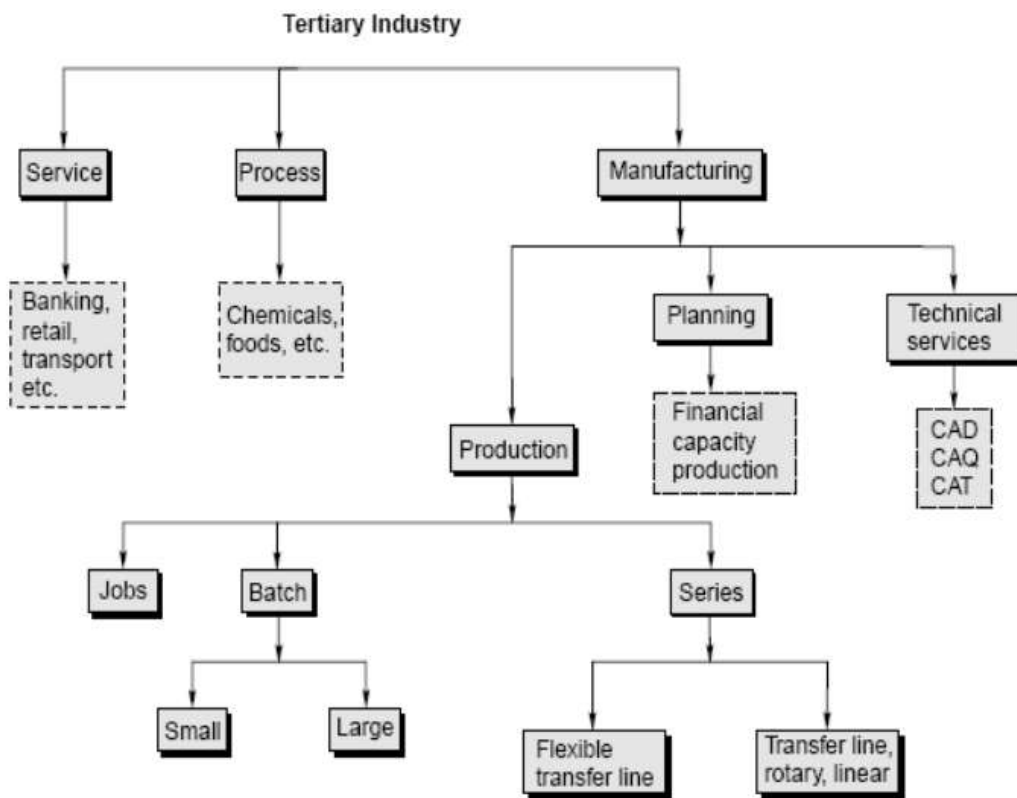 Tertiary Industry
Service
Process
Manufacturing
Banking,
retail,
transport
etc.
Chemicals,
foods, etc.
Planning
Technical
services
Financial
capacity
production
CAD
CAQ
CAT
Production
Jobs
Batch
Series
Small
Large
Flexible
transfer line
Transfer line,
rotary, linear